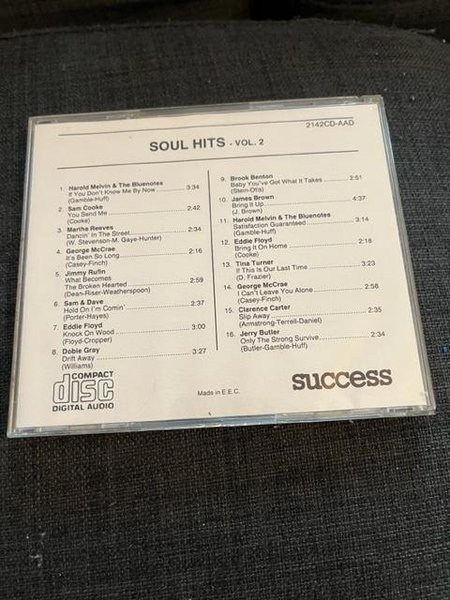 2142CD-AAD
SOUL HITS - VOL. 2
1. Harold Melvin & The Bluenotes
If You Don't Know Me By Now 3:34
(Gamble-Huff)
2. Sam Cooke
You Send Me 2:42
(Cooke)
3. Martha Reeves
Dancin' In The Street 2:34
(W. Stevenson-M. Gaye-Hunter)
4. George McCrae
It's Been So Long 2:16
(Casey-Finch)
5. Jimmy Rufin
What Becomes
The Broken Hearted 2:59
(Dean-Riser-Weatherspoon)
6. Sam & Dave
Hold On I'm Comin' 2:37
(Porter-Hayes)
7. Eddie Floyd
Knock On Wood 3:00
(Floyd-Cropper)
8. Dobie Gray
Drift Away 3:27
(Williams)
9. Brook Benton
Baby You've Got What It Takes 2:51
(Stein-Otis)
10. James Brown
Bring It Up 4:37
(J. Brown)
11. Harold Melvin & The Bluenotes
Satisfaction Guaranteed 3:14
(Gamble-Huff)
12. Eddie Floyd
Bring It On Home 2:18
(Cooke)
13. Tina Turner
If This Is Our Last Time 3:23
(D. Frazier)
14. George McCrae
I Can't Leave You Alone 2:58
(Casey-Finch)
15. Clarence Carter
Slip Away 2:31
(Armstrong-Terrell-Daniel)
16. Jerry Butler
Only The Strong Survive 2:34
(Butler-Gamble-Huff)
COMPACT
disc
DIGITAL AUDIO
Made in E.E.C.
success